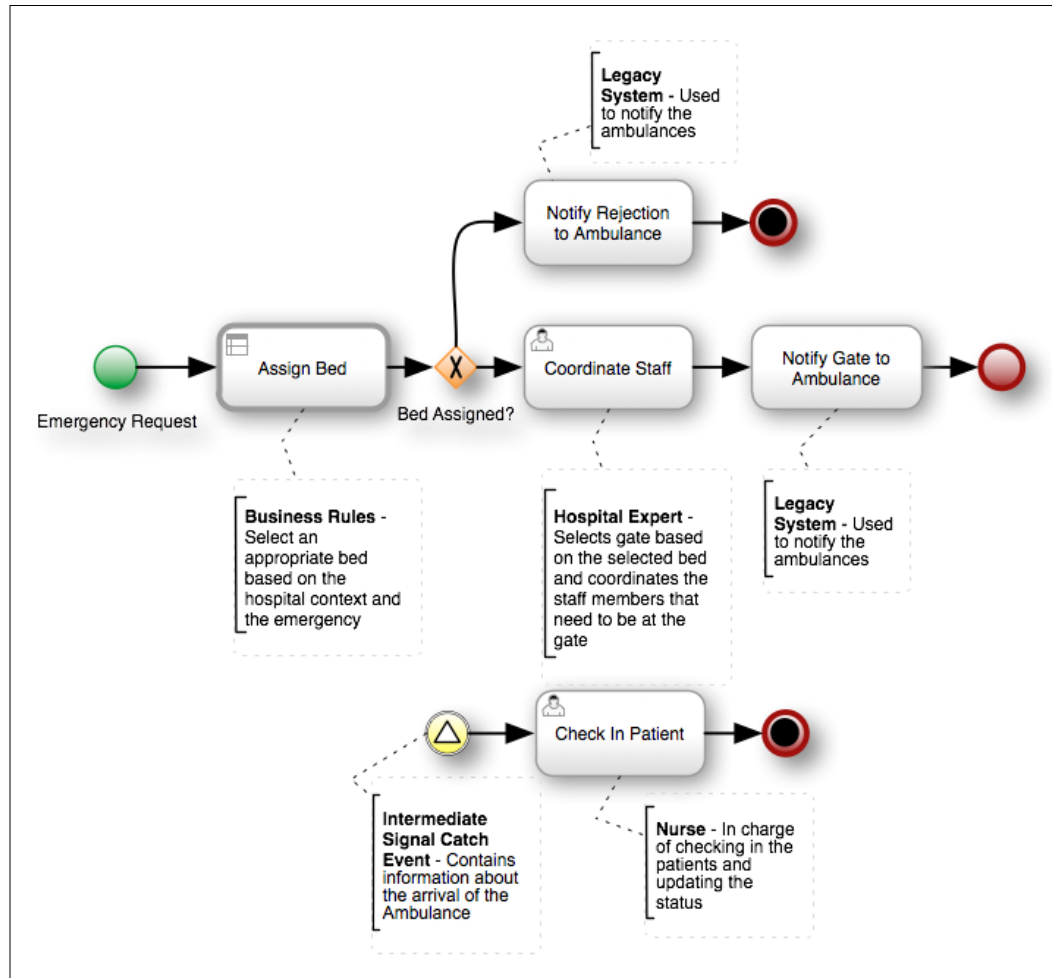 Legacy
System - Used
to notify the
ambulances
Notify Rejection
to Ambulance
Emergency Request
Assign Bed
X
Bed Assigned?
Coordinate Staff
Notify Gate to
Ambulance
Business Rules -
Select an
appropriate bed
based on the
hospital context and
the emergency
Hospital Expert -
Selects gate based
on the selected bed
and coordinates the
staff members that
need to be at the
gate
Legacy
System - Used
to notify the
ambulances
Check In Patient
Intermediate
Signal Catch
Event - Contains
information about
the arrival of the
Ambulance
Nurse - In charge
of checking in the
patients and
updating the
status